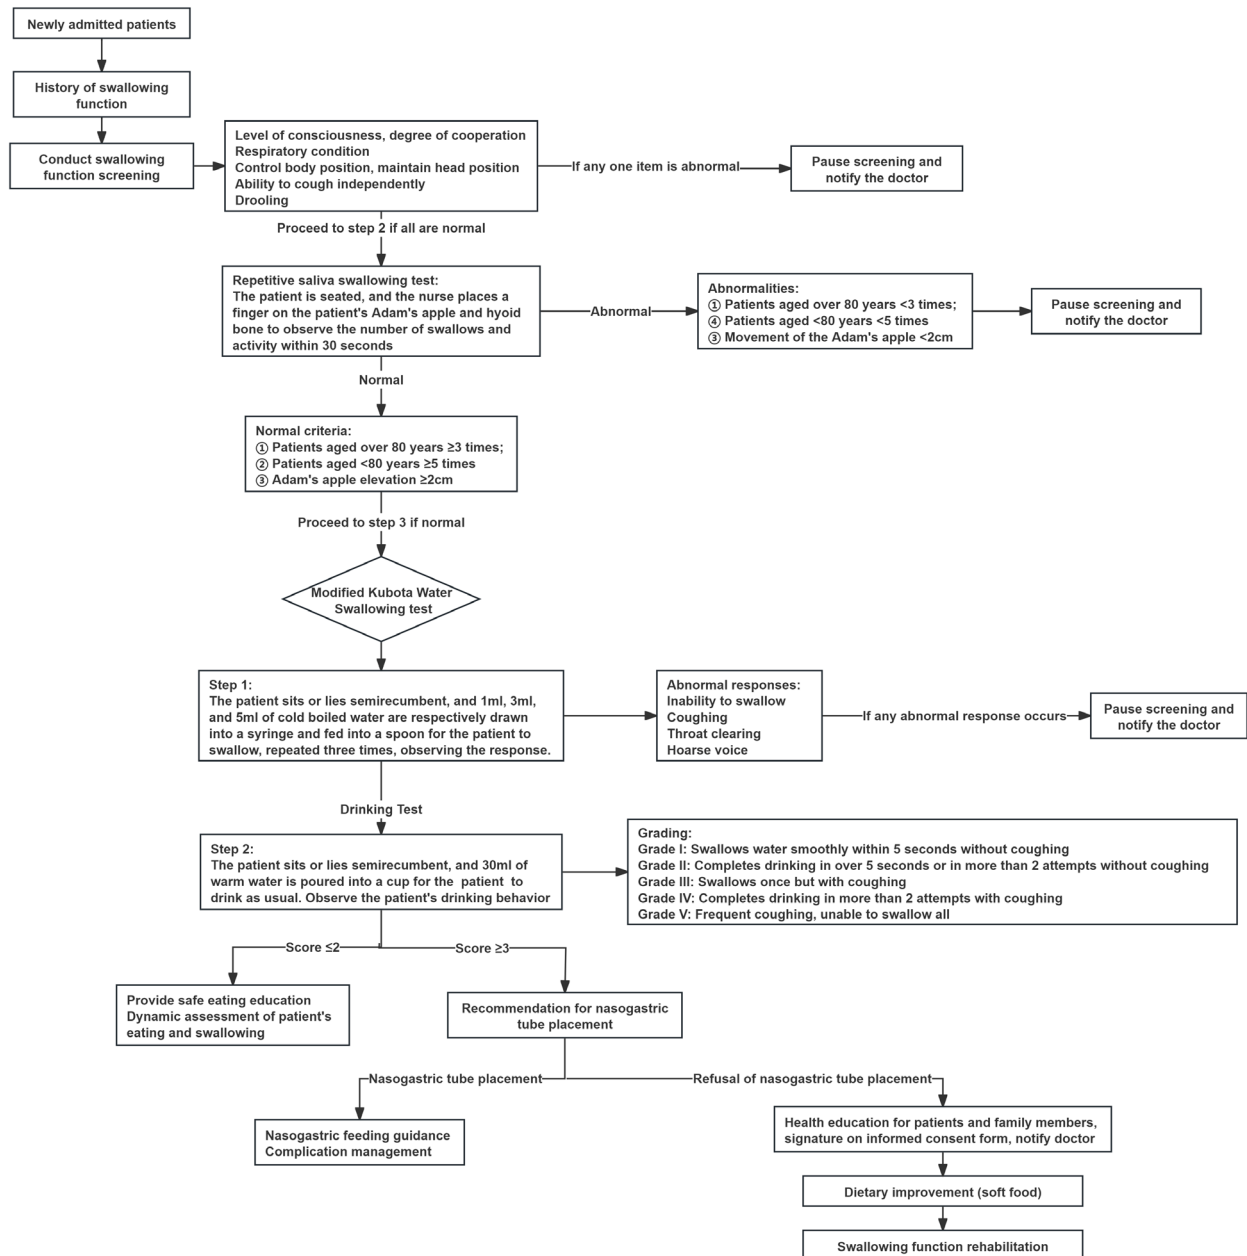 Newly admitted patients
History of swallowing
function
Conduct swallowing
function screening
Level of consciousness, degree of cooperation
Respiratory condition
Control body position, maintain head position
Ability to cough independently
Drooling
If any one item is abnormal
Pause screening and
notify the doctor
Proceed to step 2 if all are normal
Repetitive saliva swallowing test:
The patient is seated, and the nurse places a
finger on the patient's Adam's apple and hyoid
bone to observe the number of swallows and
activity within 30 seconds
Abnormal
Abnormalities:
① Patients aged over 80 years <3 times;
④ Patients aged <80 years <5 times
③ Movement of the Adam's apple <2cm
Pause screening and
notify the doctor
Normal
Normal criteria:
① Patients aged over 80 years ≥3 times;
② Patients aged <80 years ≥5 times
③ Adam's apple elevation ≥2cm
Proceed to step 3 if normal
Modified Kubota Water
Swallowing test
Step 1:
The patient sits or lies semirecumbent, and 1ml, 3ml,
and 5ml of cold boiled water are respectively drawn
into a syringe and fed into a spoon for the patient to
swallow, repeated three times, observing the response.
Abnormal responses:
Inability to swallow
Coughing
Throat clearing
Hoarse voice
If any abnormal response occurs
Pause screening and
notify the doctor
Drinking Test
Step 2:
The patient sits or lies semirecumbent, and 30ml of
warm water is poured into a cup for the patient to
drink as usual. Observe the patient's drinking behavior
Grading:
Grade I: Swallows water smoothly within 5 seconds without coughing
Grade II: Completes drinking in over 5 seconds or in more than 2 attempts without coughing
Grade III: Swallows once but with coughing
Grade IV: Completes drinking in more than 2 attempts with coughing
Grade V: Frequent coughing, unable to swallow all
Score ≤2
Score ≥3
Provide safe eating education
Dynamic assessment of patient's
eating and swallowing
Recommendation for nasogastric
tube placement
Nasogastric tube placement
Refusal of nasogastric tube placement
Nasogastric feeding guidance
Complication management
Health education for patients and family members,
signature on informed consent form, notify doctor
Dietary improvement (soft food)
Swallowing function rehabilitation